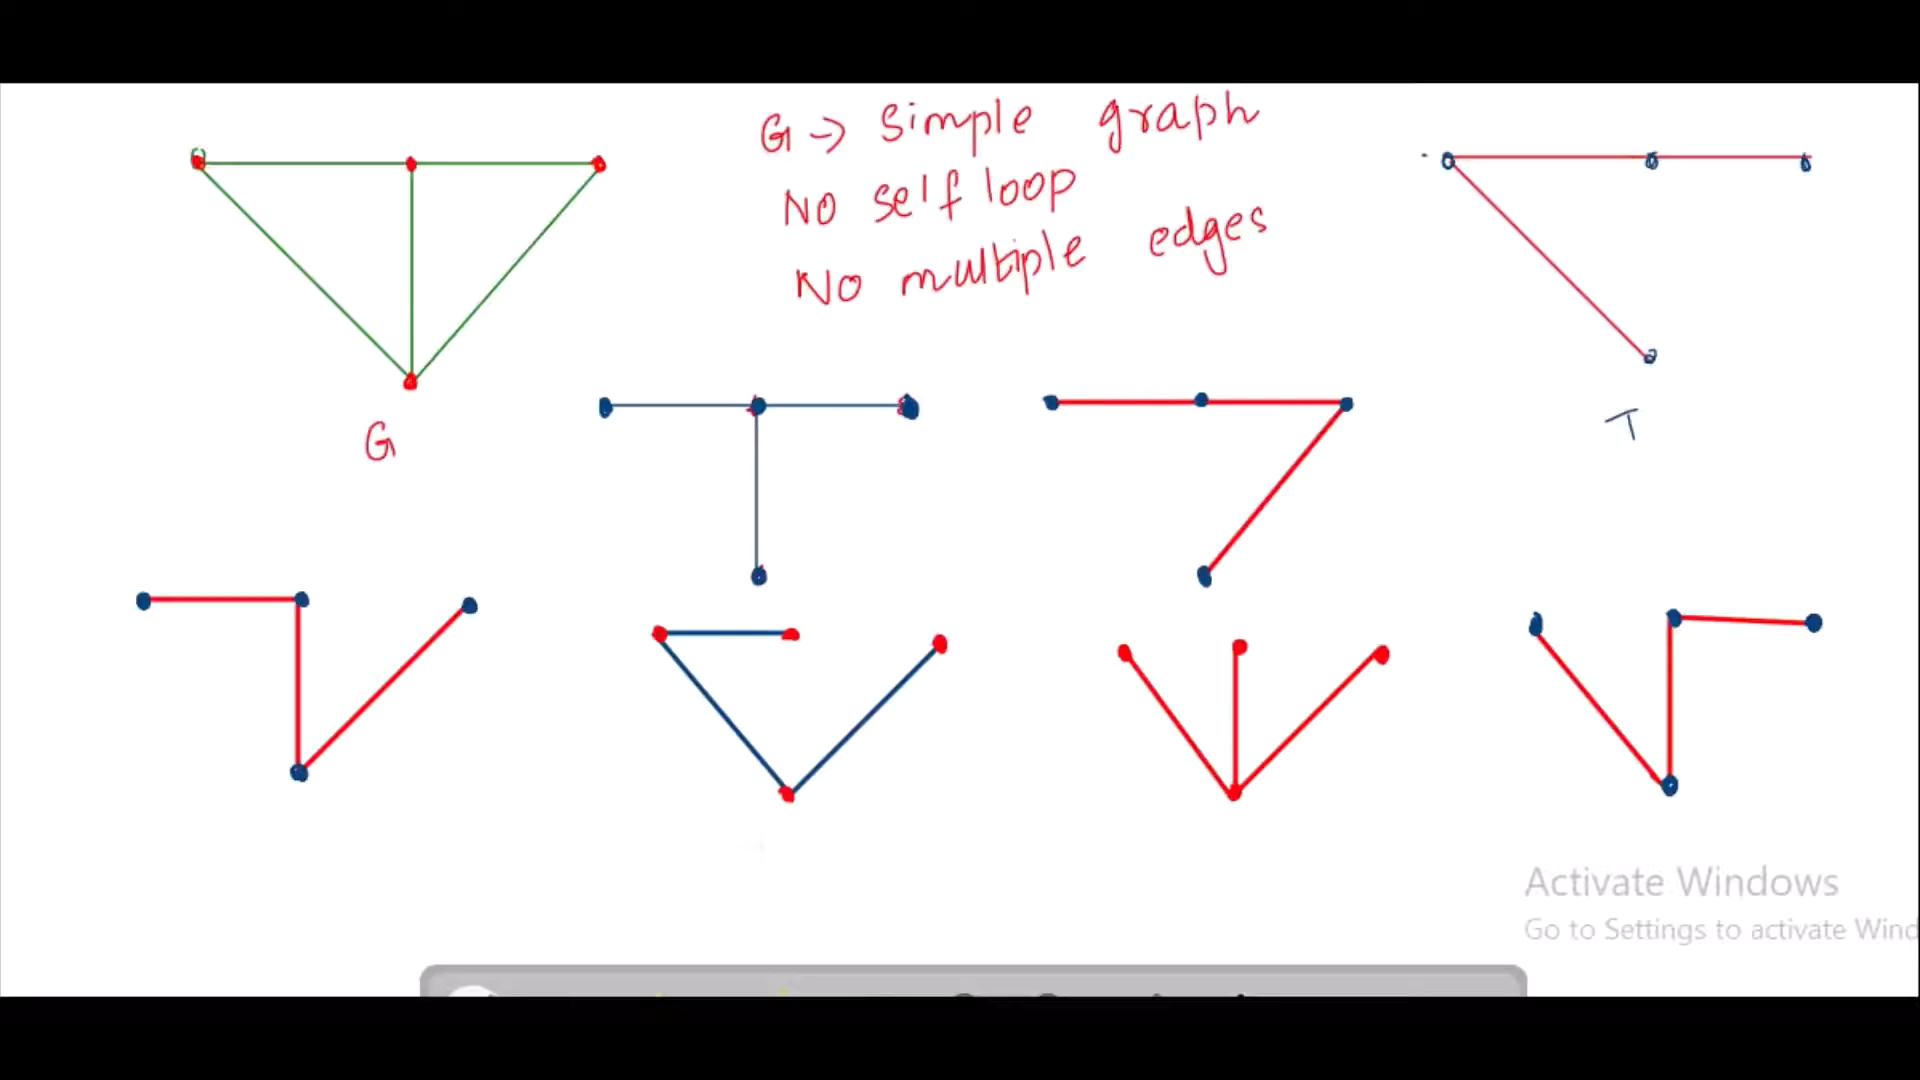 G → Simple graph
No self loop
No multiple edges
G
T
Activate Windows
Go to Settings to activate Wind